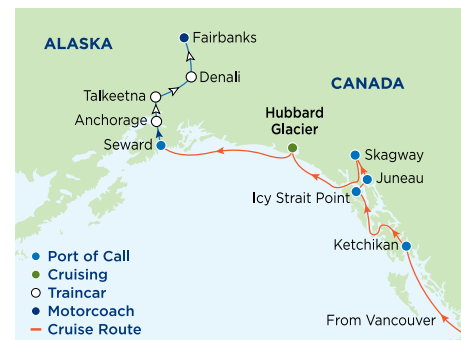 ALASKA
Fairbanks
Denali
Talkeetna
CANADA
Anchorage
Hubbard
Glacier
Seward
Skagway
Juneau
Icy Strait Point
Ketchikan
Port of Call
Cruising
Traincar
Motorcoach
Cruise Route
From Vancouver